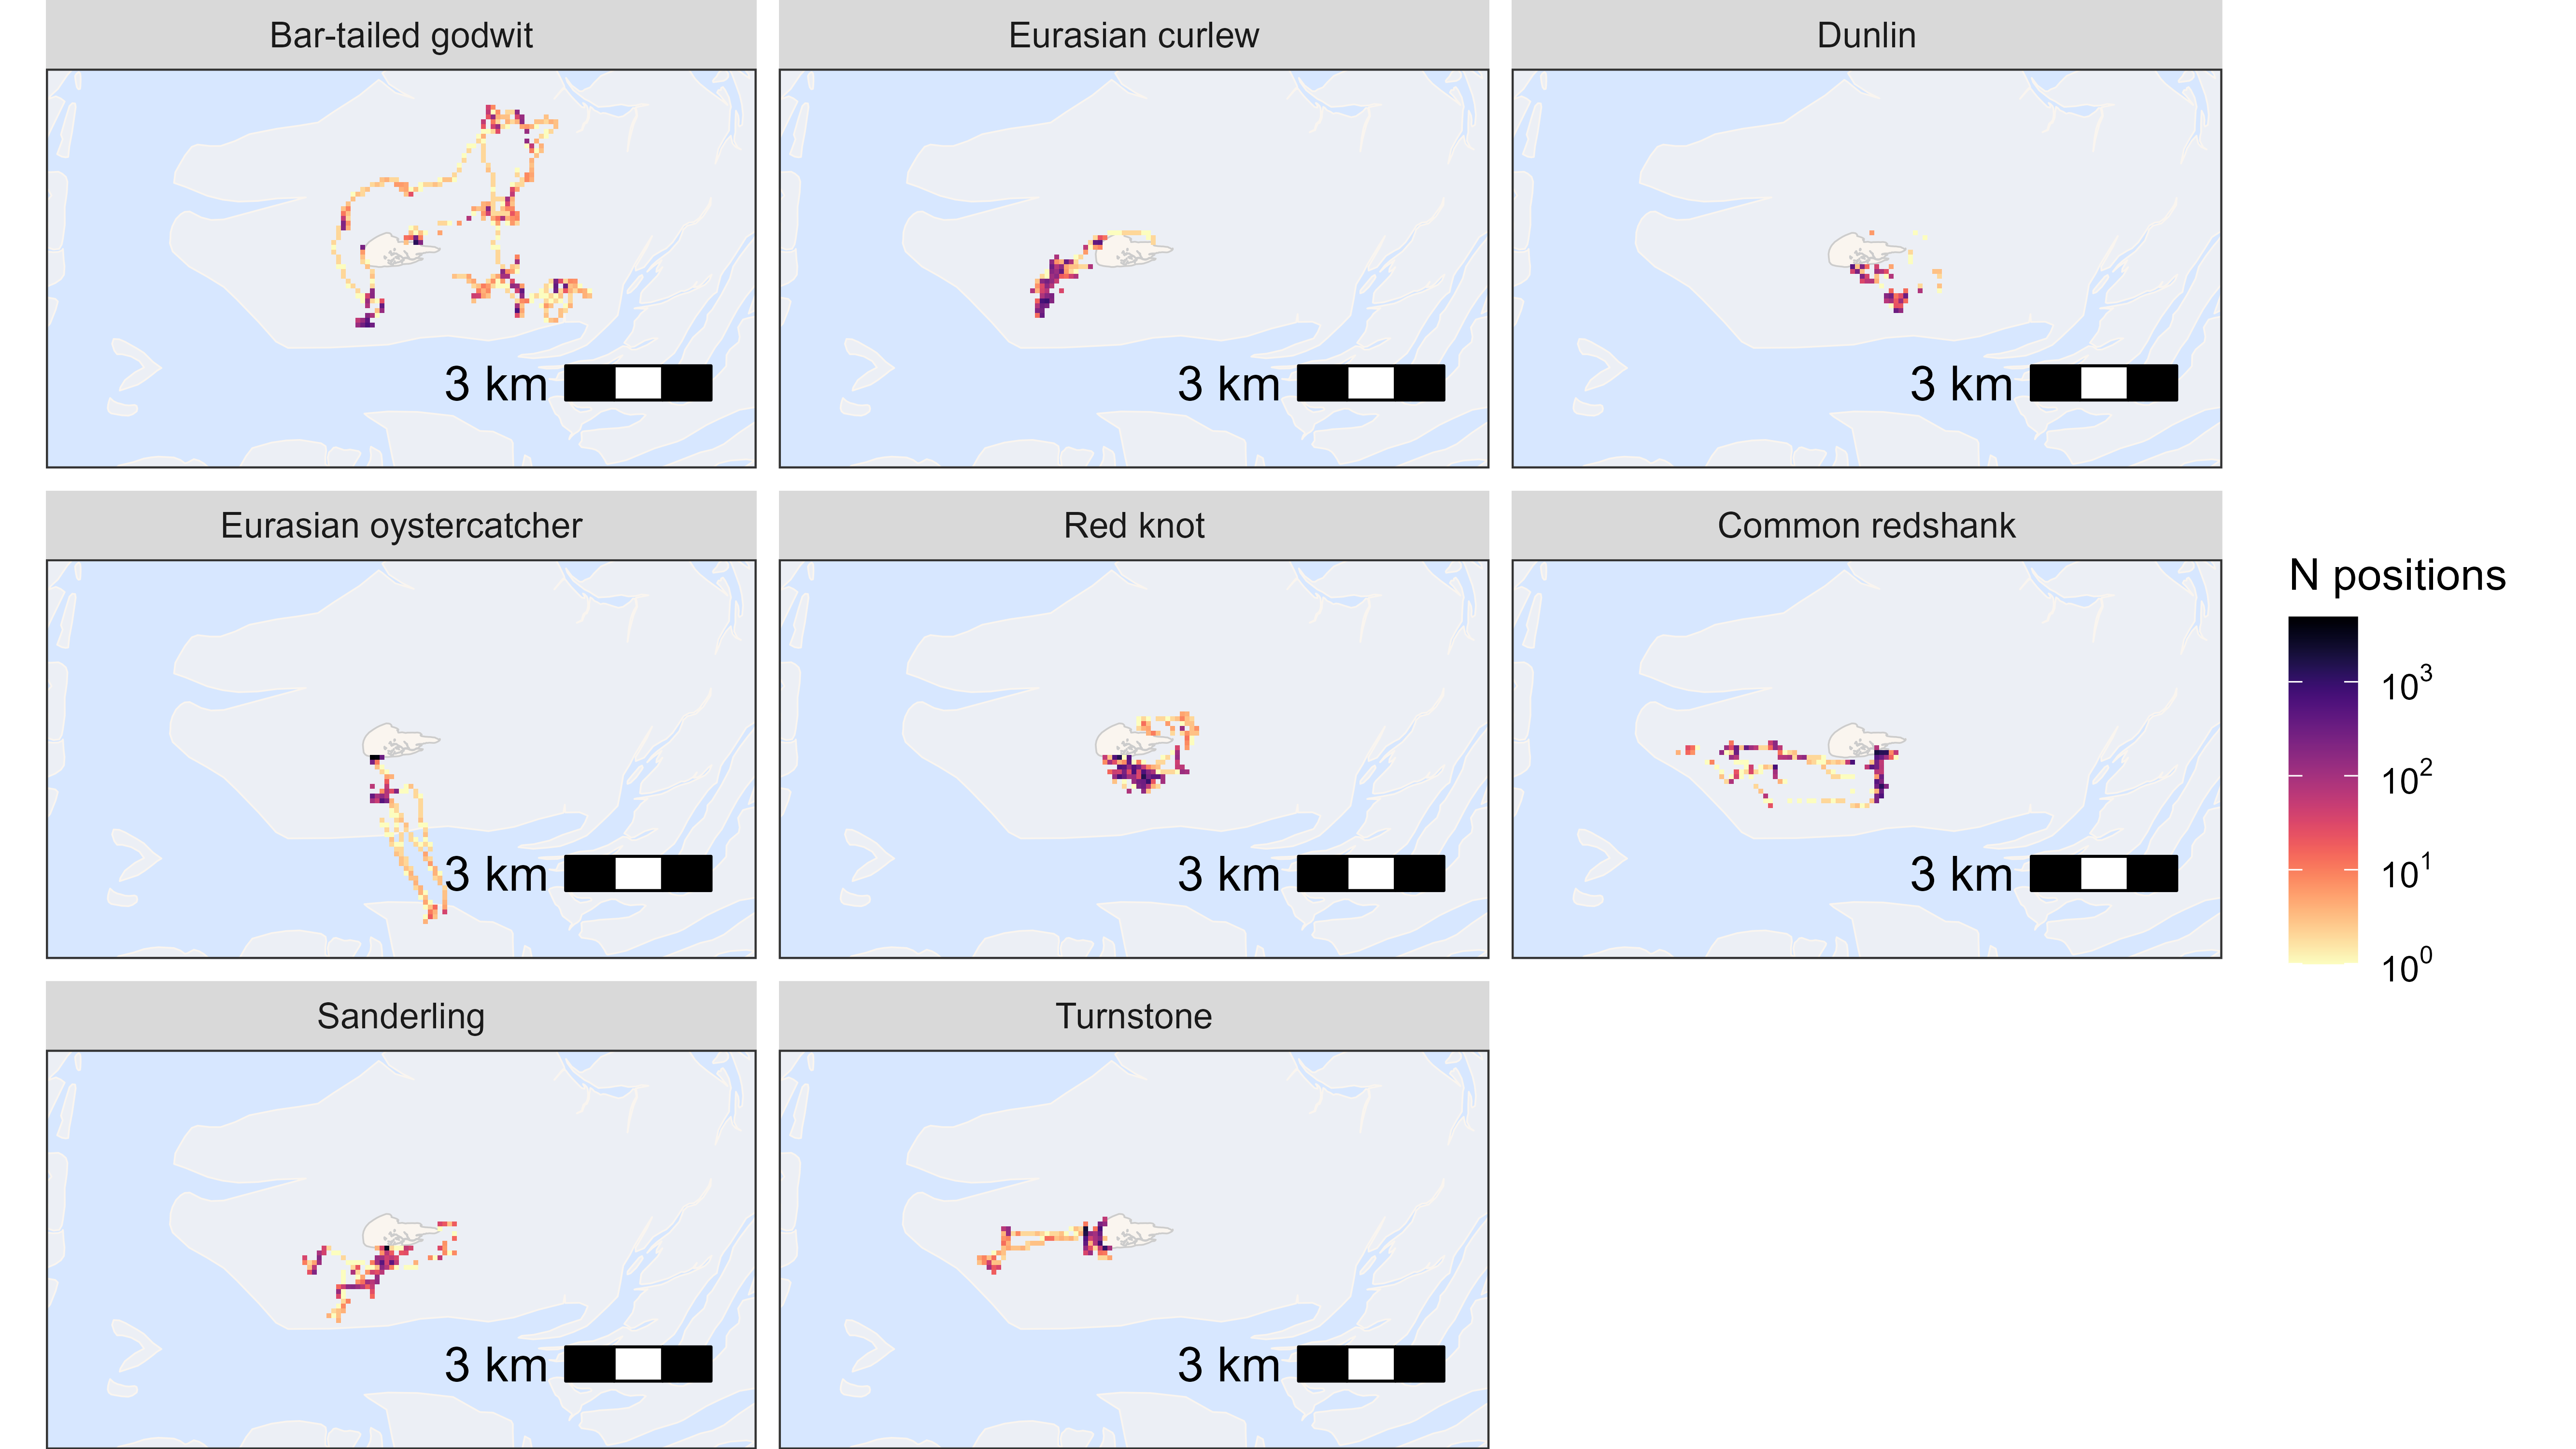 Bar-tailed godwit
Eurasian curlew
Dunlin
3 km
3 km
3 km
Eurasian oystercatcher
Red knot
Common redshank
3 km
3 km
3 km
N positions
10³
10²
10¹
10⁰
Sanderling
Turnstone
3 km
3 km